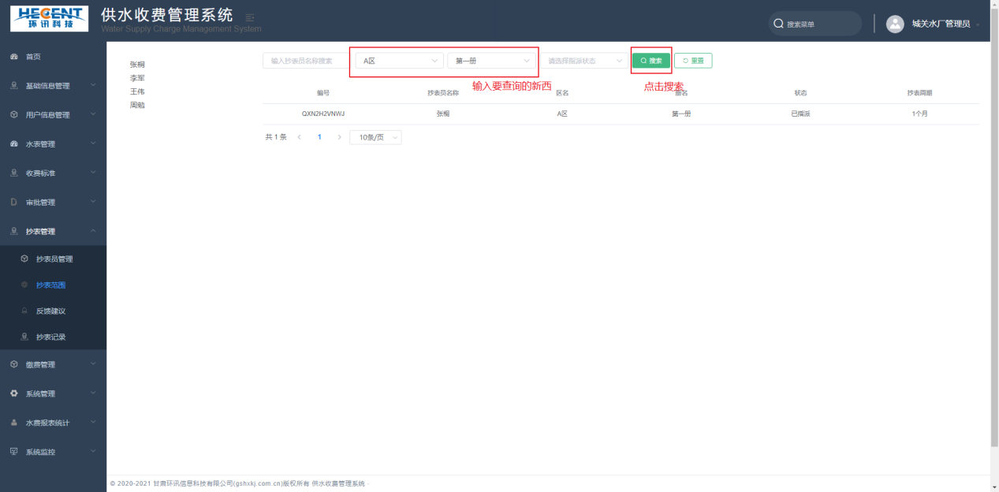 HECENT
环讯科技
供水收费管理系统
Water Supply Charge Management System
搜索菜单
城关水厂管理员
首页
基础信息管理
用户信息管理
水表管理
收费标准
审批管理
抄表管理
抄表员管理
抄表范围
反馈建议
抄表记录
缴费管理
系统管理
水费报表统计
系统监控
张桐
李军
王伟
周勉
输入抄表员名称搜索
A区
第一册
请选择指派状态
搜索
重置
输入要查询的新西
点击搜索
编号 抄表员名称 区名 册名 状态 抄表周期
QXN2H2VNWJ 张桐 A区 第一册 已指派 1个月
共 1 条 1 10条/页
© 2020-2021 甘肃环讯信息科技有限公司(gshxkj.com.cn)版权所有 供水收费管理系统